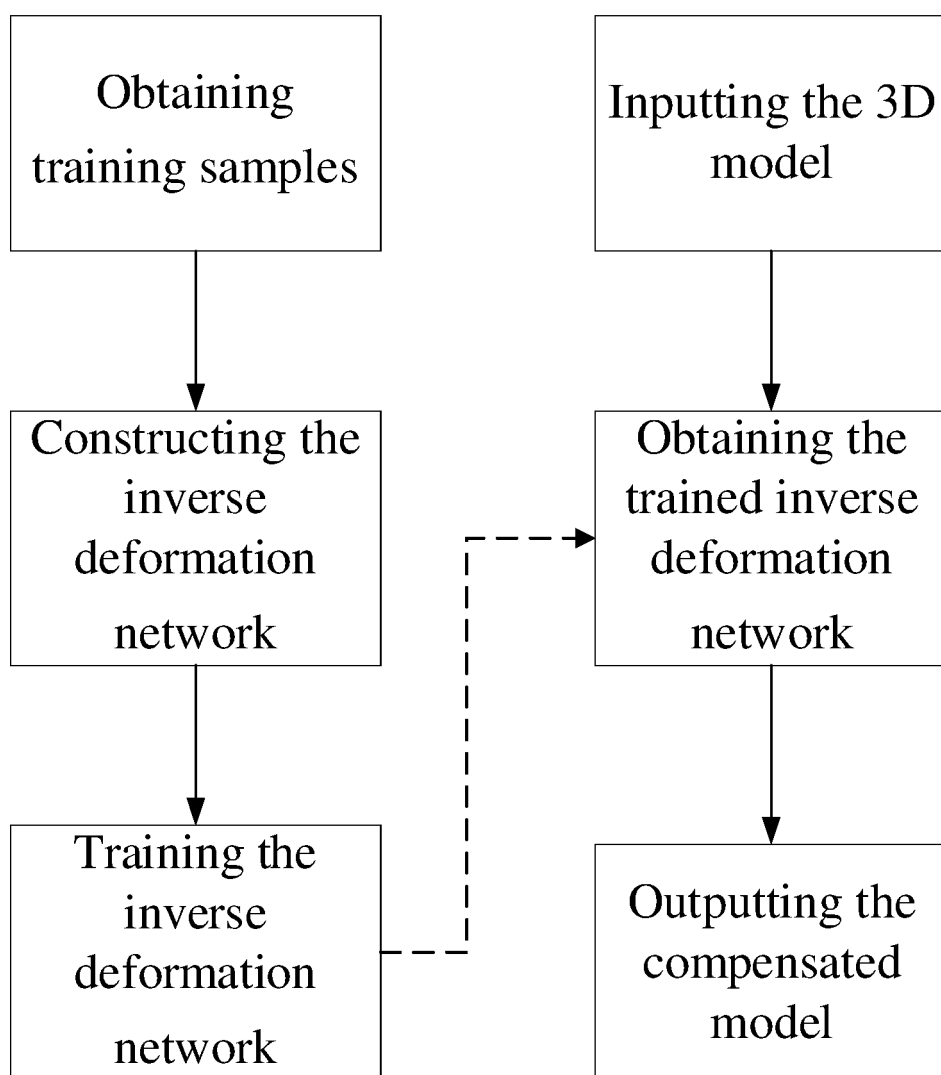 Obtaining
training samples
Constructing the
inverse
deformation
network
Training the
inverse
deformation
network
Inputting the 3D
model
Obtaining the
trained inverse
deformation
network
Outputting the
compensated
model